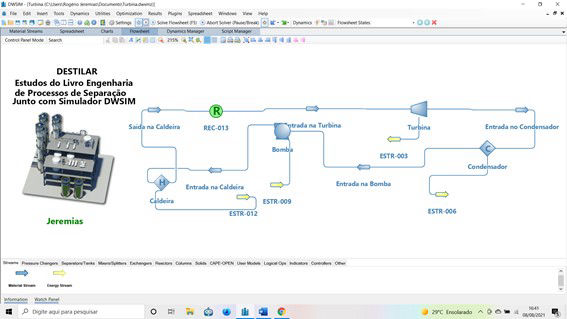 DWSIM - [Turbina (C:\Users\Rogerio Jeremias\Documents\Turbina.dwxmz)]
File Edit Insert Tools Dynamics Utilities Optimization Results Plugins Windows View Help
Settings Solve Flowsheet (F5) Abort Solver (Pause/Break) Dynamics Flowsheet States
Material Streams Spreadsheet Charts Flowsheet Dynamics Manager Script Manager
Control Panel Mode Search 215%
DESTILAR
Estudos do Livro Engenharia
de Processos de Separação
Junto com Simulador DWSIM
Saida na Caldeira
R
REC-013
Entrada na Turbina
Turbina
Entrada no Condensador
Bomba
ESTR-003
C
Condensador
H
Caldeira
Entrada na Caldeira
Entrada na Bomba
ESTR-009
ESTR-012
ESTR-006
Jeremias
Streams Pressure Changers Separators/Tanks Mixers/Splitters Exchangers Reactors Columns Solids CAPE-OPEN User Models Logical Ops Indicators Controllers Other
Material Stream Energy Stream
Information Watch Panel
Digite aqui para pesquisar
29°C Ensolarado
16:41
08/08/2021